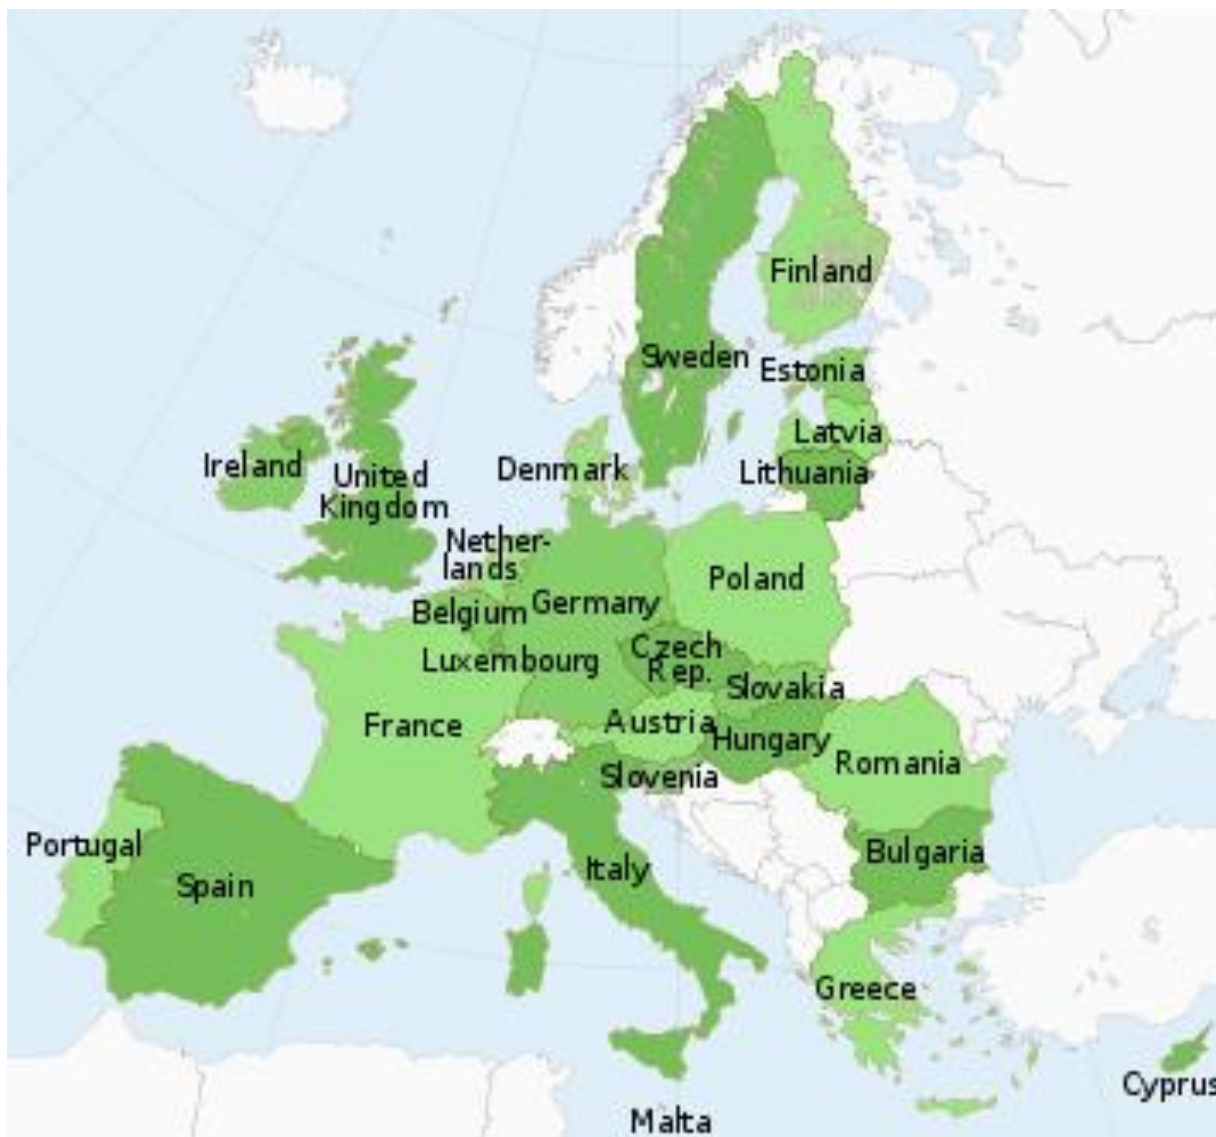 Finland
Sweden
Estonia
Latvia
Ireland
United
Kingdom
Denmark
Lithuania
Nether-
lands
Poland
Belgium
Germany
Czech
Rep.
Luxembourg
Slovakia
France
Austria
Hungary
Romania
Slovenia
Portugal
Spain
Italy
Bulgaria
Greece
Cyprus
Malta